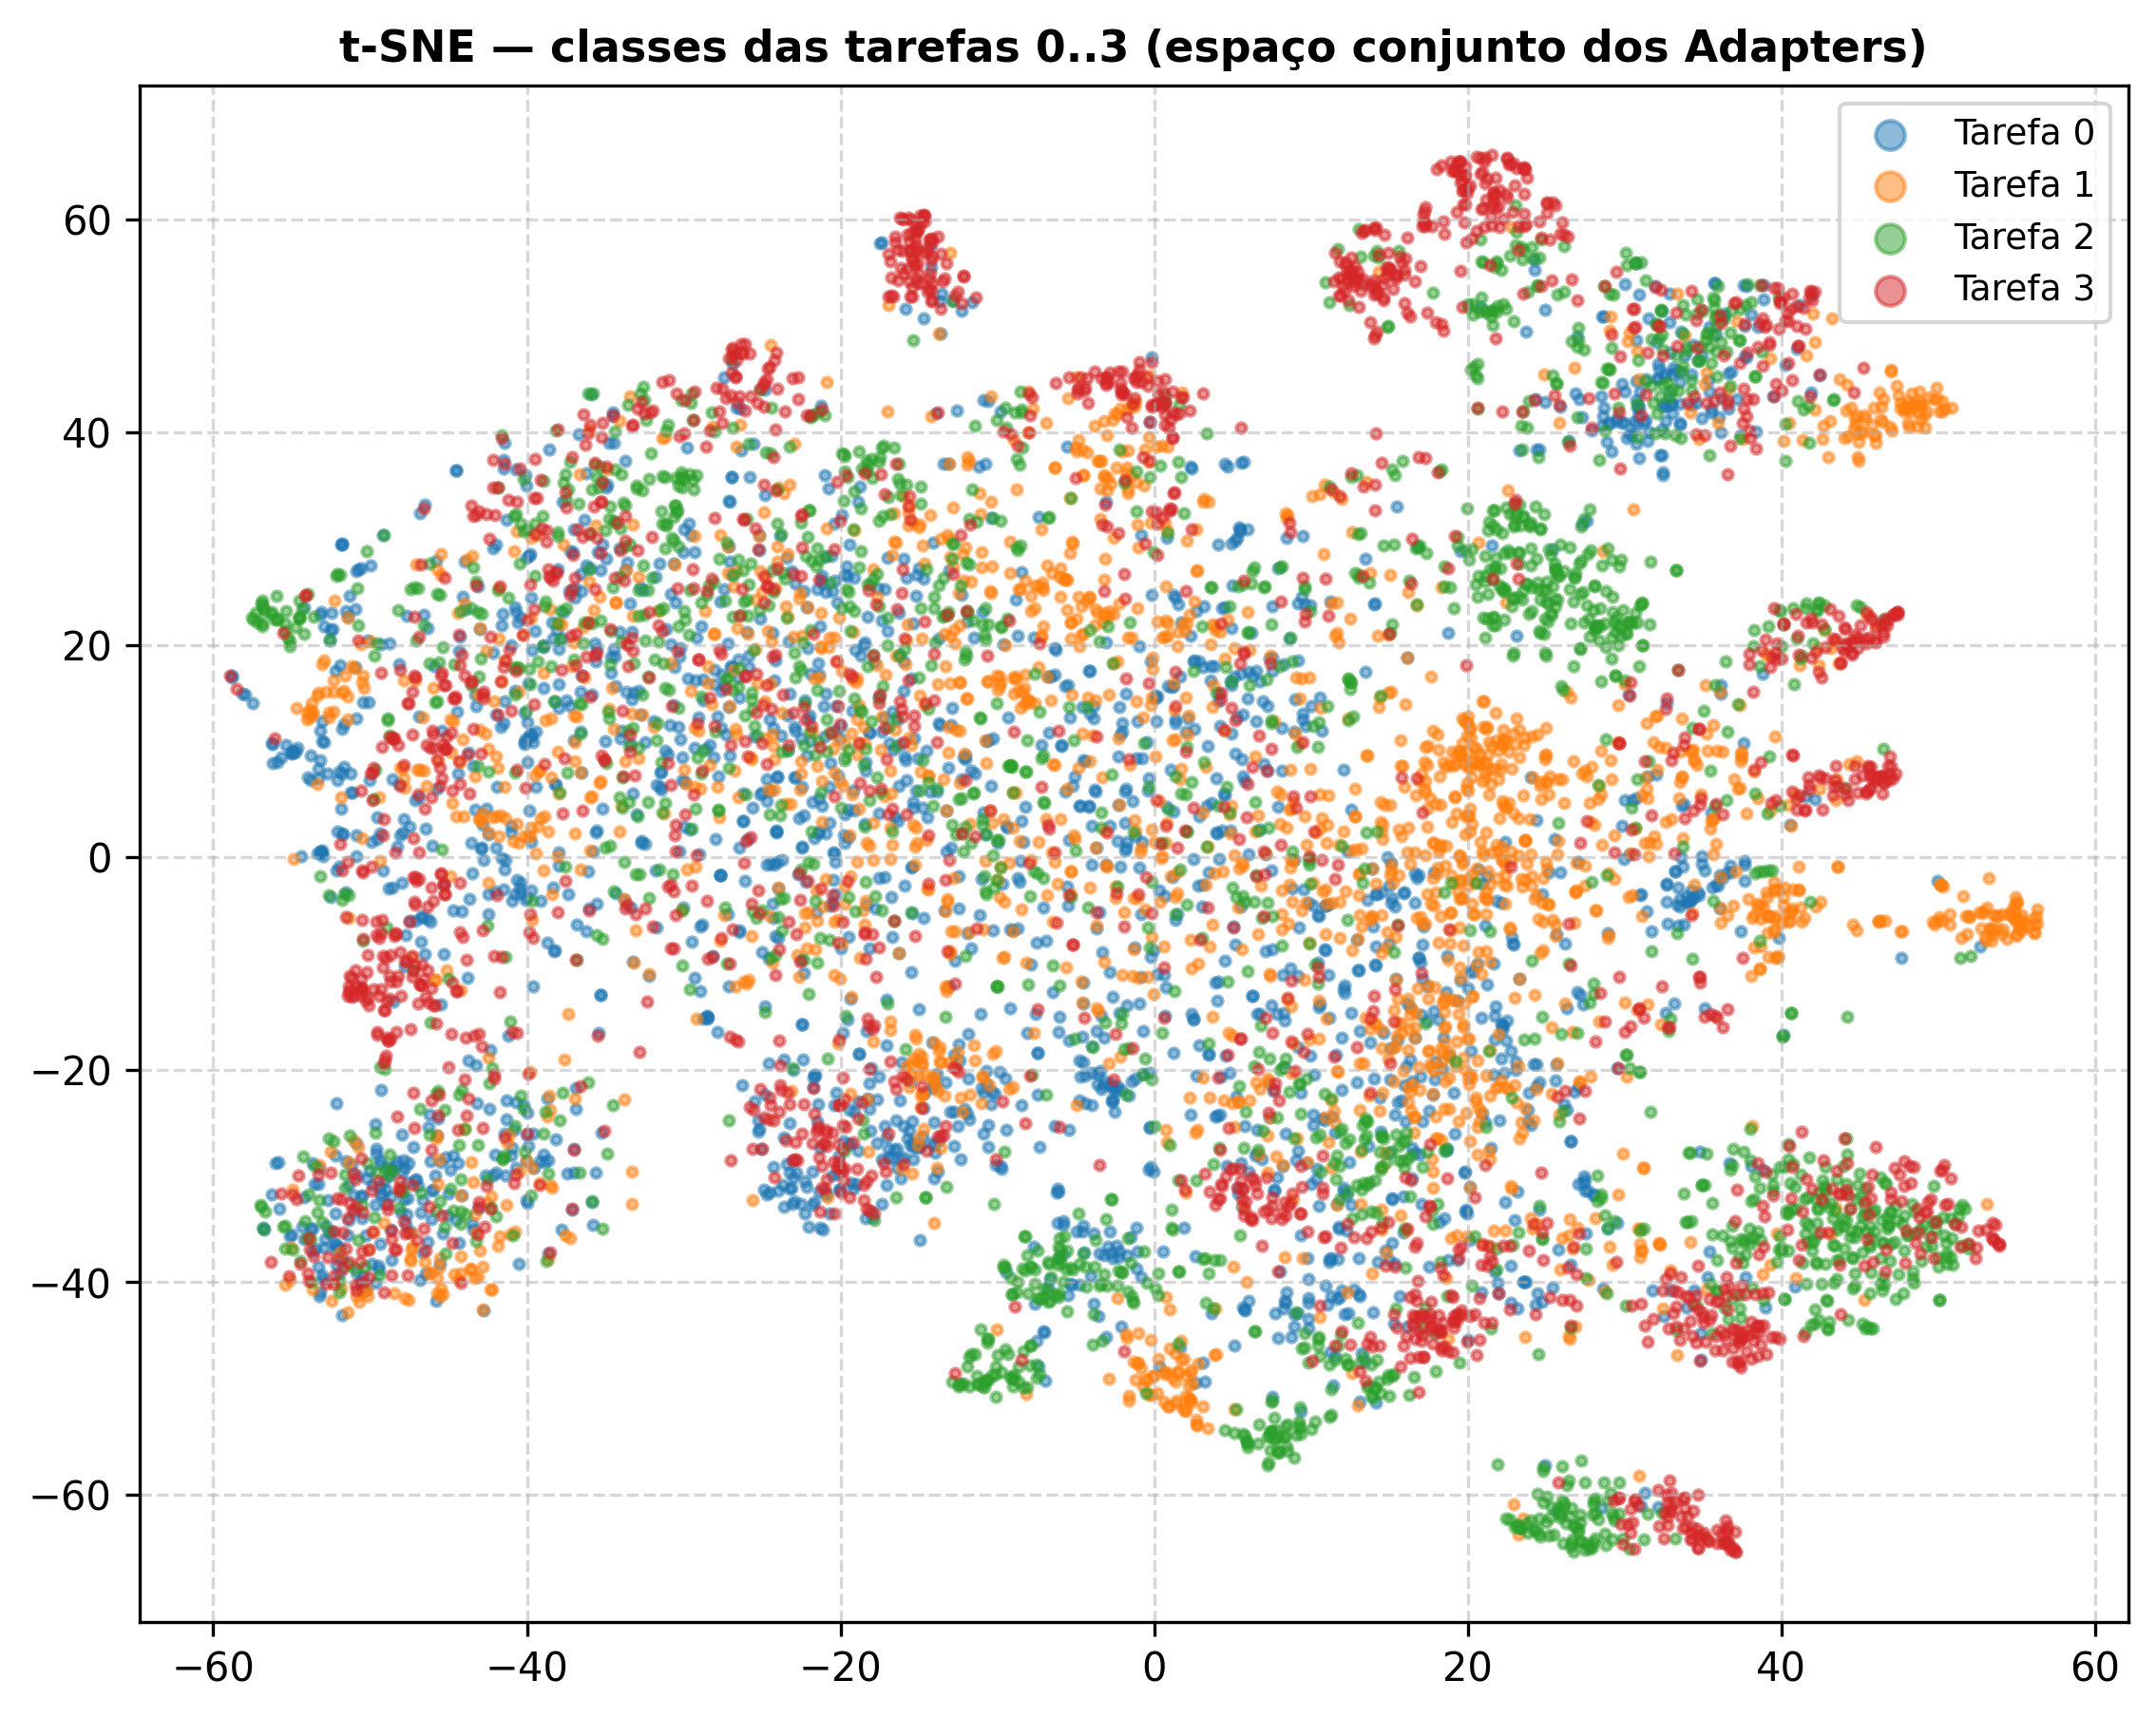 t-SNE — classes das tarefas 0..3 (espaço conjunto dos Adapters)
Tarefa 0
Tarefa 1
Tarefa 2
Tarefa 3
60
40
20
0
−20
−40
−60
−60 −40 −20 0 20 40 60